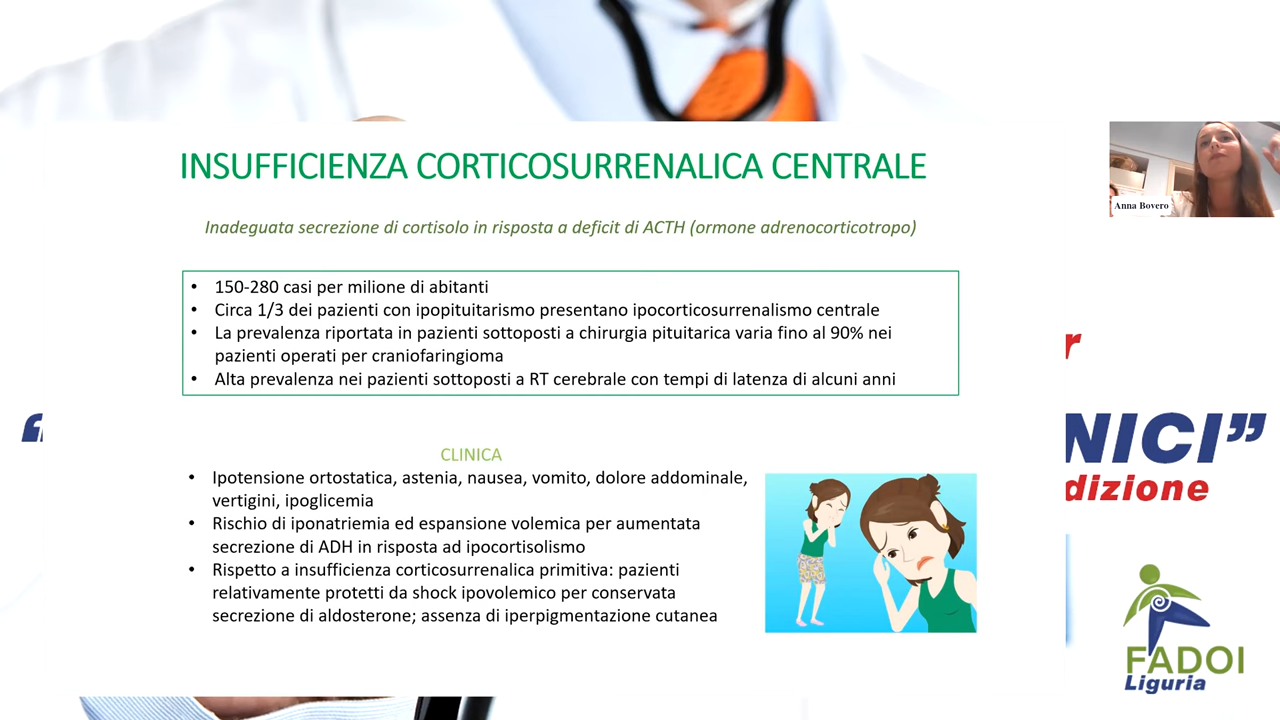 INSUFFICIENZA CORTICOSURRENALICA CENTRALE
Inadeguata secrezione di cortisolo in risposta a deficit di ACTH (ormone adrenocorticotropo)
• 150-280 casi per milione di abitanti
• Circa 1/3 dei pazienti con ipopituitarismo presentano ipocorticosurrenalismo centrale
• La prevalenza riportata in pazienti sottoposti a chirurgia pituitarica varia fino al 90% nei
pazienti operati per craniofaringioma
• Alta prevalenza nei pazienti sottoposti a RT cerebrale con tempi di latenza di alcuni anni
CLINICA
• Ipotensione ortostatica, astenia, nausea, vomito, dolore addominale,
vertigini, ipoglicemia
• Rischio di iponatriemia ed espansione volemica per aumentata
secrezione di ADH in risposta ad ipocortisolismo
• Rispetto a insufficienza corticosurrenalica primitiva: pazienti
relativamente protetti da shock ipovolemico per conservata
secrezione di aldosterone; assenza di iperpigmentazione cutanea
Anna Bovero
r
“
NICI”
dizione
FADOI
Liguria